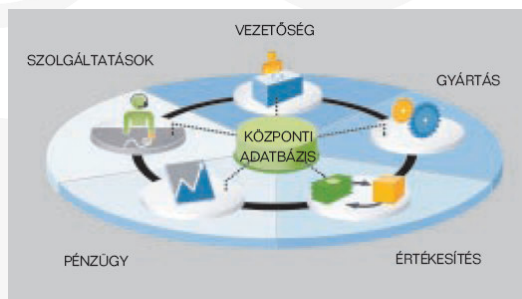 VEZETŐSÉG
SZOLGÁLTATÁSOK
GYÁRTÁS
KÖZPONTI
ADATBÁZIS
PÉNZÜGY
ÉRTÉKESÍTÉS